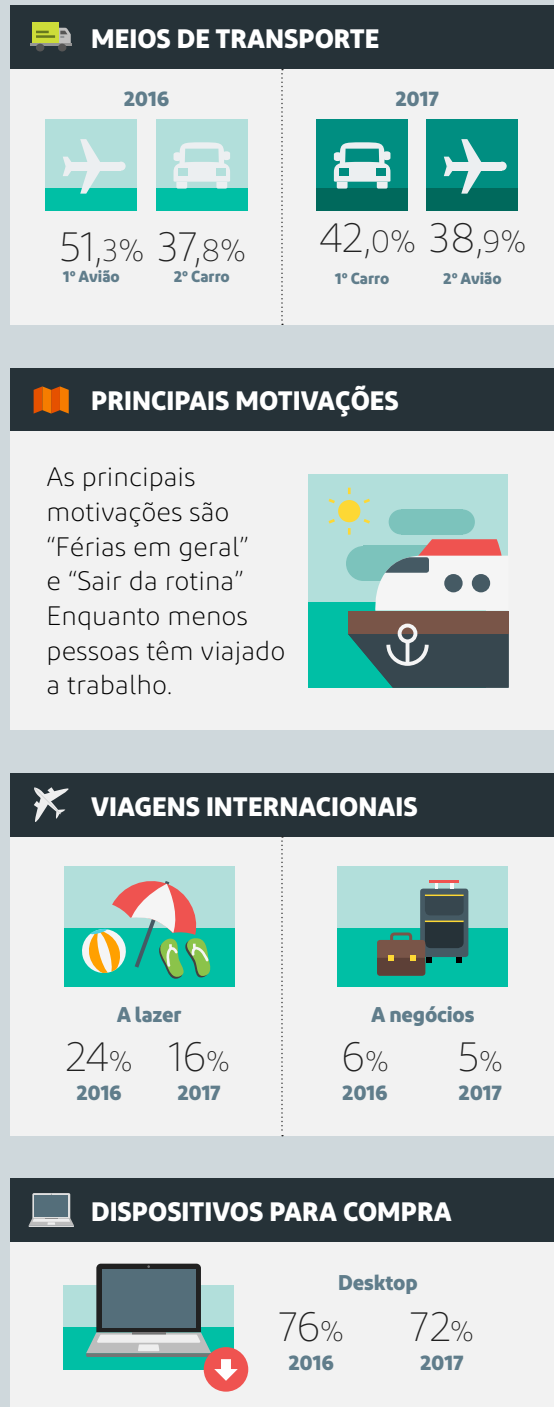 MEIOS DE TRANSPORTE
2016
2017
51,3% 37,8%
1º Avião 2º Carro
42,0% 38,9%
1º Carro 2º Avião
PRINCIPAIS MOTIVAÇÕES
As principais
motivações são
“Férias em geral”
e “Sair da rotina”
Enquanto menos
pessoas têm viajado
a trabalho.
VIAGENS INTERNACIONAIS
A lazer
24% 16%
2016 2017
A negócios
6% 5%
2016 2017
DISPOSITIVOS PARA COMPRA
Desktop
76% 72%
2016 2017